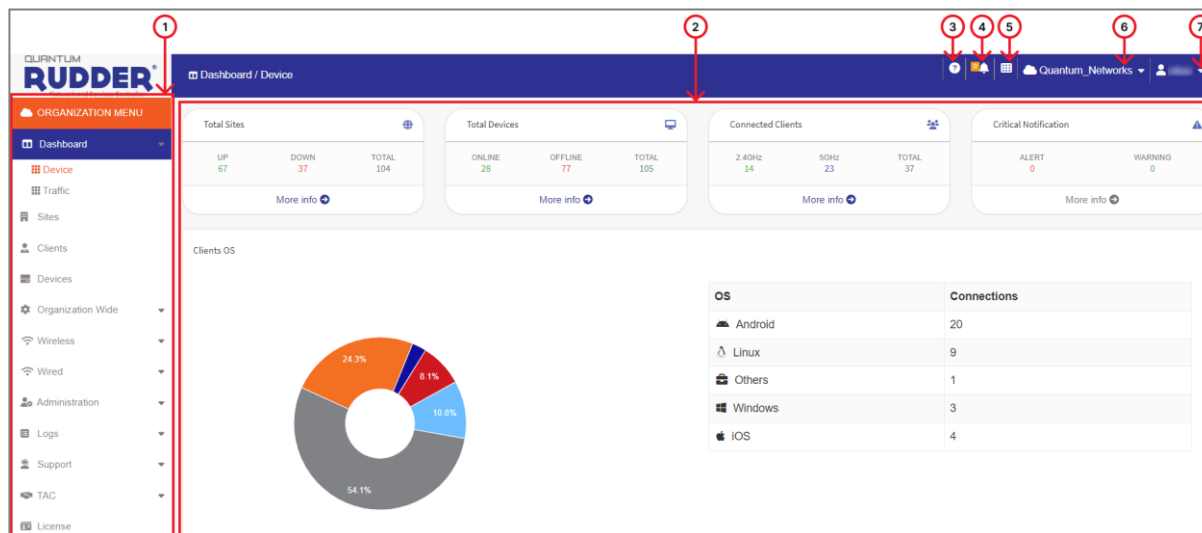 1
2
3
4
5
6
7
QUANTUM
RUDDER
Dashboard / Device
?
0
Quantum_Networks
ORGANIZATION MENU
Dashboard
Device
Traffic
Sites
Clients
Devices
Organization Wide
Wireless
Wired
Administration
Logs
Support
TAC
License
Total Sites
UP DOWN TOTAL
67 37 104
More info
Total Devices
ONLINE OFFLINE TOTAL
28 77 105
More info
Connected Clients
2.4GHz 5GHz TOTAL
14 23 37
More info
Critical Notification
ALERT WARNING
0 0
More info
Clients OS
24.3%
8.1%
10.8%
54.1%
OS Connections
Android 20
Linux 9
Others 1
Windows 3
iOS 4